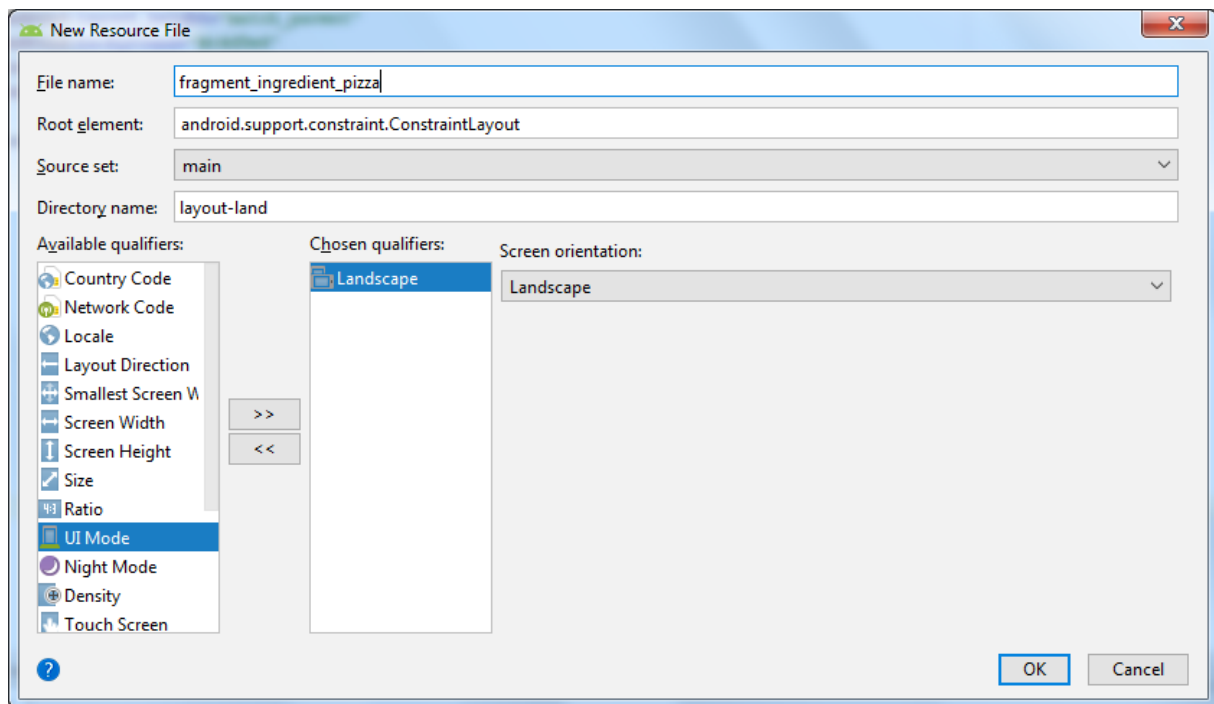 New Resource File
File name: fragment_ingredient_pizza
Root element: android.support.constraint.ConstraintLayout
Source set: main
Directory name: layout-land
Available qualifiers:
Country Code
Network Code
Locale
Layout Direction
Smallest Screen W
Screen Width
Screen Height
Size
Ratio
UI Mode
Night Mode
Density
Touch Screen
>>
<<
Chosen qualifiers:
Landscape
Screen orientation:
Landscape
?
OK
Cancel